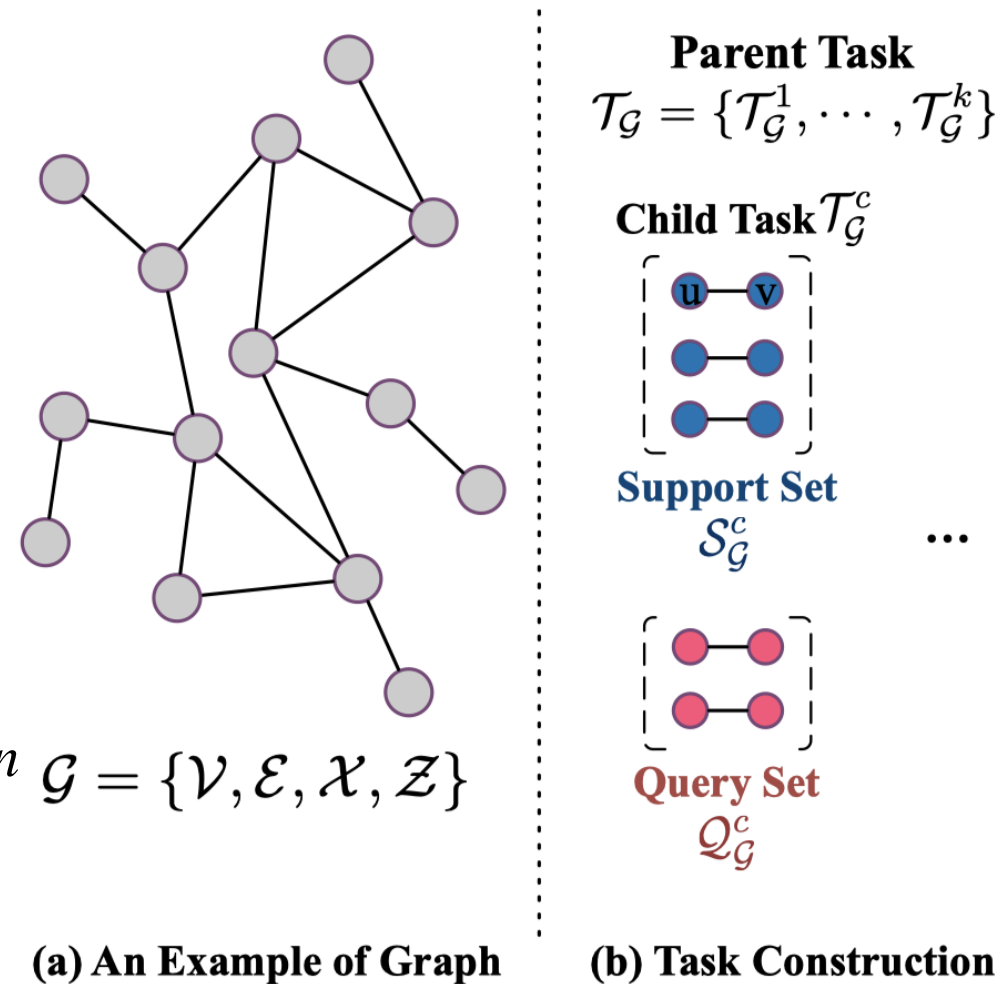 Parent Task
𝒯_𝒢 = {𝒯_𝒢^1, ⋯ , 𝒯_𝒢^k}
Child Task 𝒯_𝒢^c
u v
Support Set
𝒮_𝒢^c
...
Query Set
𝒬_𝒢^c
n 𝒢 = {𝒱, ℰ, 𝒳, 𝒵}
(a) An Example of Graph
(b) Task Construction